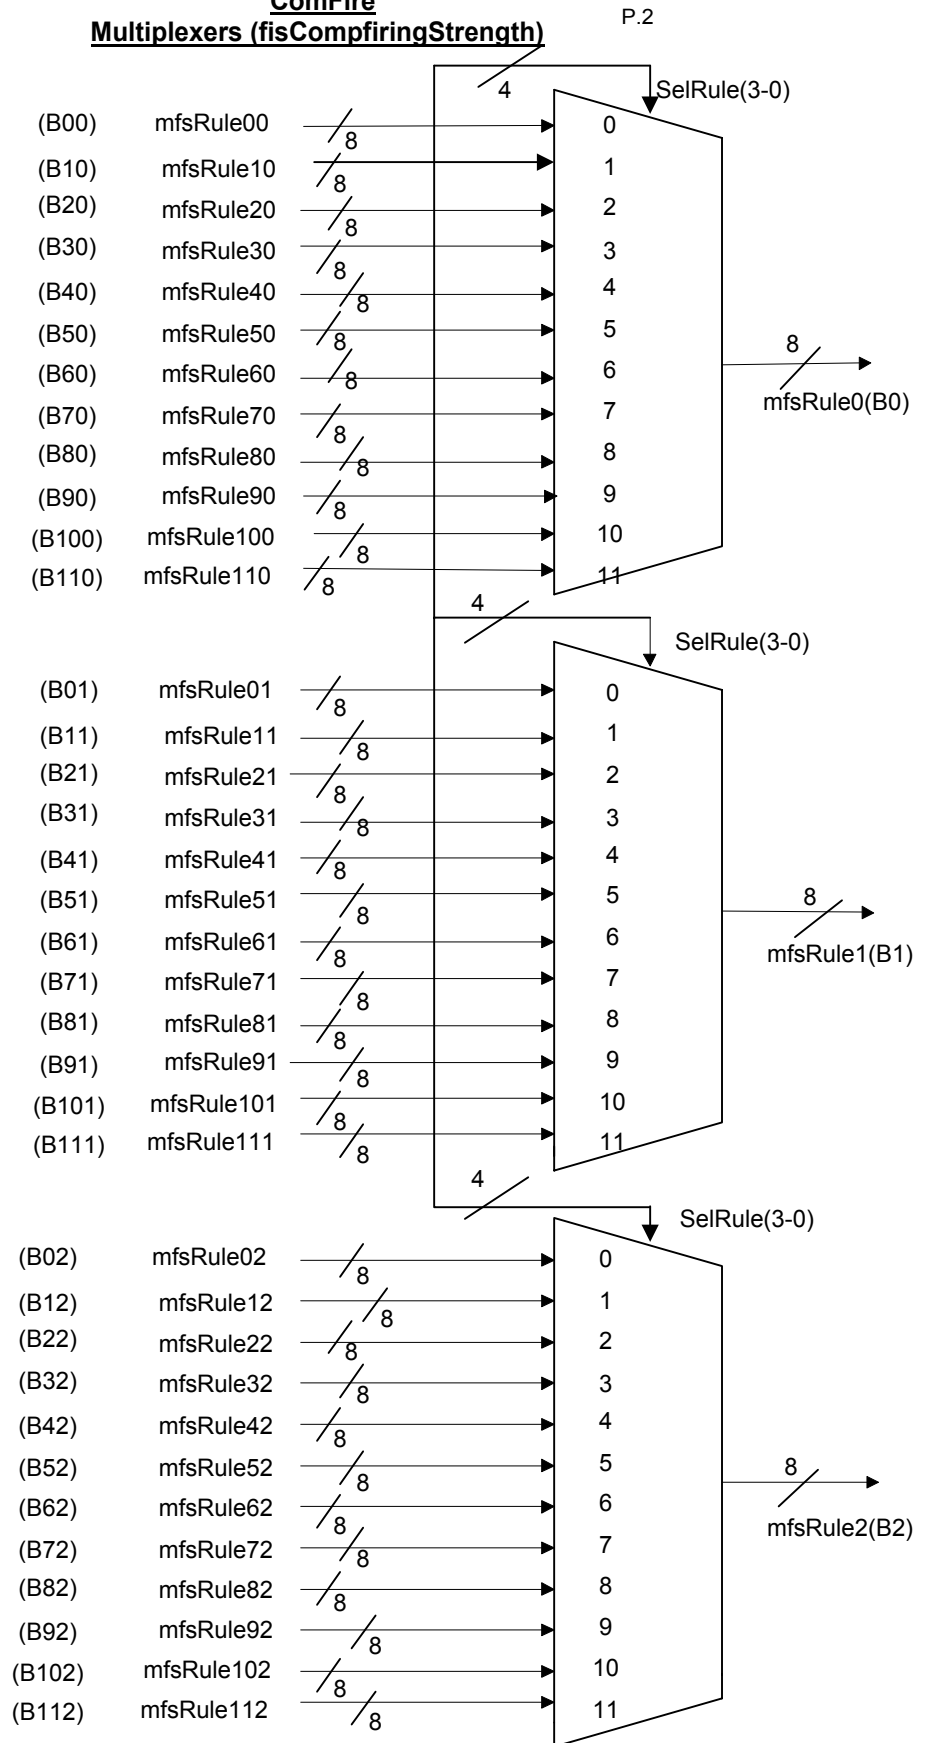 ComFire
P.2
Multiplexers (fisCompfiringStrength)
4
SelRule(3-0)
(B00) mfsRule00 8 0
(B10) mfsRule10 8 1
(B20) mfsRule20 8 2
(B30) mfsRule30 8 3
(B40) mfsRule40 8 4
(B50) mfsRule50 8 5
(B60) mfsRule60 8 6
(B70) mfsRule70 8 7
(B80) mfsRule80 8 8
(B90) mfsRule90 8 9
(B100) mfsRule100 8 10
(B110) mfsRule110 8 11
8
mfsRule0(B0)
4
SelRule(3-0)
(B01) mfsRule01 8 0
(B11) mfsRule11 8 1
(B21) mfsRule21 8 2
(B31) mfsRule31 8 3
(B41) mfsRule41 8 4
(B51) mfsRule51 8 5
(B61) mfsRule61 8 6
(B71) mfsRule71 8 7
(B81) mfsRule81 8 8
(B91) mfsRule91 8 9
(B101) mfsRule101 8 10
(B111) mfsRule111 8 11
8
mfsRule1(B1)
4
SelRule(3-0)
(B02) mfsRule02 8 0
(B12) mfsRule12 8 1
(B22) mfsRule22 8 2
(B32) mfsRule32 8 3
(B42) mfsRule42 8 4
(B52) mfsRule52 8 5
(B62) mfsRule62 8 6
(B72) mfsRule72 8 7
(B82) mfsRule82 8 8
(B92) mfsRule92 8 9
(B102) mfsRule102 8 10
(B112) mfsRule112 8 11
8
mfsRule2(B2)